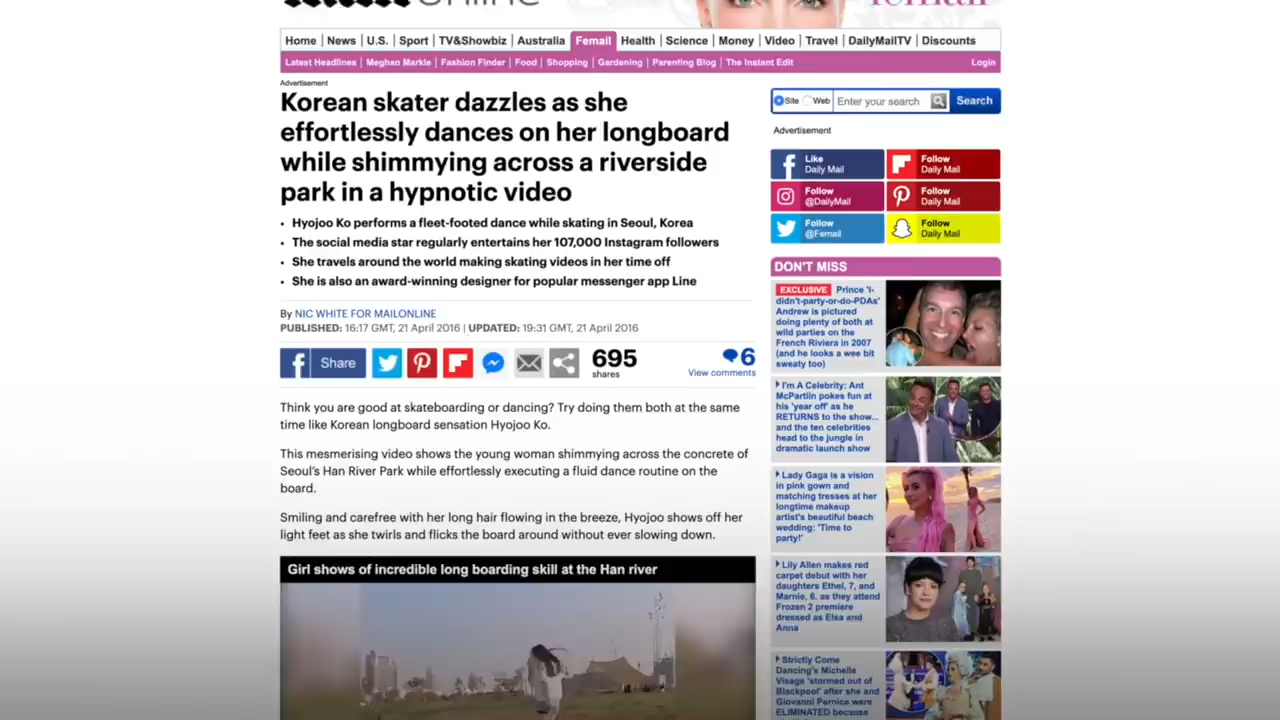 Online
femail
Home News U.S. Sport TV&Showbiz Australia Femail Health Science Money Video Travel DailyMailTV Discounts
Latest Headlines Meghan Markle Fashion Finder Food Shopping Gardening Parenting Blog The Instant Edit Login
Advertisement
Korean skater dazzles as she
effortlessly dances on her longboard
while shimmying across a riverside
park in a hypnotic video
• Hyojoo Ko performs a fleet-footed dance while skating in Seoul, Korea
• The social media star regularly entertains her 107,000 Instagram followers
• She travels around the world making skating videos in her time off
• She is also an award-winning designer for popular messenger app Line
By NIC WHITE FOR MAILONLINE
PUBLISHED: 16:17 GMT, 21 April 2016 | UPDATED: 19:31 GMT, 21 April 2016
Share
695
shares
6
View comments
Think you are good at skateboarding or dancing? Try doing them both at the same
time like Korean longboard sensation Hyojoo Ko.
This mesmerising video shows the young woman shimmying across the concrete of
Seoul's Han River Park while effortlessly executing a fluid dance routine on the
board.
Smiling and carefree with her long hair flowing in the breeze, Hyojoo shows off her
light feet as she twirls and flicks the board around without ever slowing down.
Girl shows of incredible long boarding skill at the Han river
Site Web Enter your search Search
Advertisement
Like
Daily Mail
Follow
Daily Mail
Follow
@DailyMail
Follow
Daily Mail
Follow
@Femail
Follow
Daily Mail
DON'T MISS
EXCLUSIVE Prince 'I-
didn't-party-or-do-PDAs'
Andrew is pictured
doing plenty of both at
wild parties on the
French Riviera in 2007
(and he looks a wee bit
sweaty too)
I'm A Celebrity: Ant
McPartlin pokes fun at
his 'year off' as he
RETURNS to the show...
and the ten celebrities
head to the jungle in
dramatic launch show
Lady Gaga is a vision
in pink gown and
matching tresses at her
longtime makeup
artist's beautiful beach
wedding: 'Time to
party!'
Lily Allen makes red
carpet debut with her
daughters Ethel, 7, and
Marnie, 6, as they attend
Frozen 2 premiere
dressed as Elsa and
Anna
Strictly Come
Dancing's Michelle
Visage 'stormed out of
Blackpool' after she and
Giovanni Pernice were
ELIMINATED because